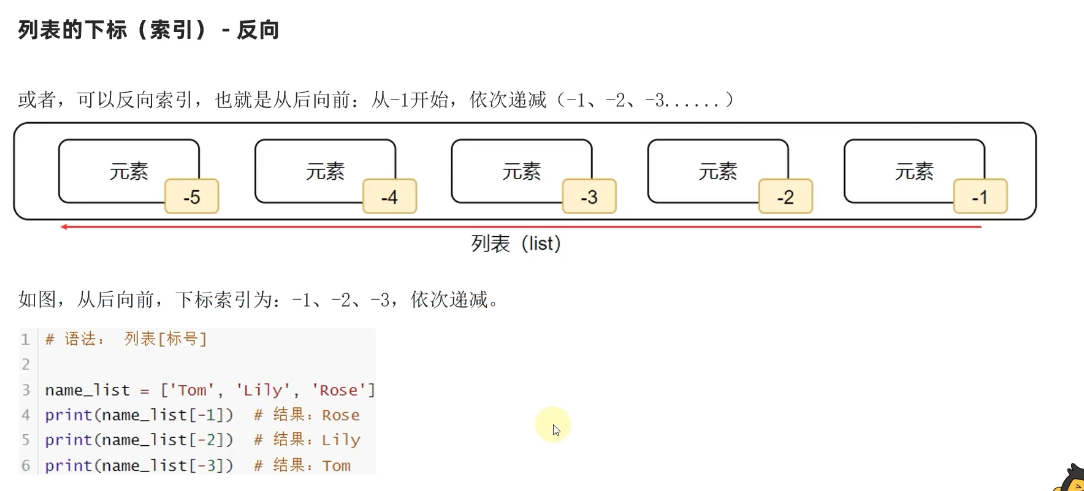 列表的下标（索引） - 反向
或者，可以反向索引，也就是从后向前：从-1开始，依次递减（-1、-2、-3......）
元素 元素 元素 元素 元素
-5 -4 -3 -2 -1
列表（list）
如图，从后向前，下标索引为：-1、-2、-3，依次递减。
1 # 语法： 列表[标号]
2
3 name_list = ['Tom', 'Lily', 'Rose']
4 print(name_list[-1]) # 结果：Rose
5 print(name_list[-2]) # 结果：Lily
6 print(name_list[-3]) # 结果：Tom